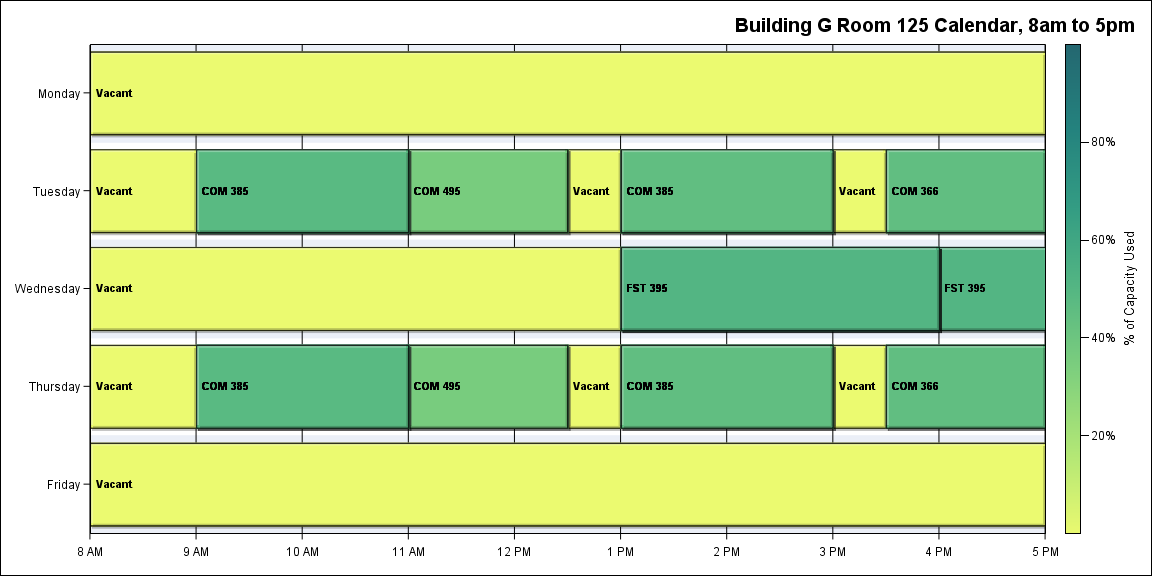 Building G Room 125 Calendar, 8am to 5pm
Monday
Vacant
Tuesday
Vacant
COM 385
COM 495
Vacant
COM 385
Vacant
COM 366
Wednesday
Vacant
FST 395
FST 395
Thursday
Vacant
COM 385
COM 495
Vacant
COM 385
Vacant
COM 366
Friday
Vacant
8 AM
9 AM
10 AM
11 AM
12 PM
1 PM
2 PM
3 PM
4 PM
5 PM
80%
60%
40%
20%
% of Capacity Used